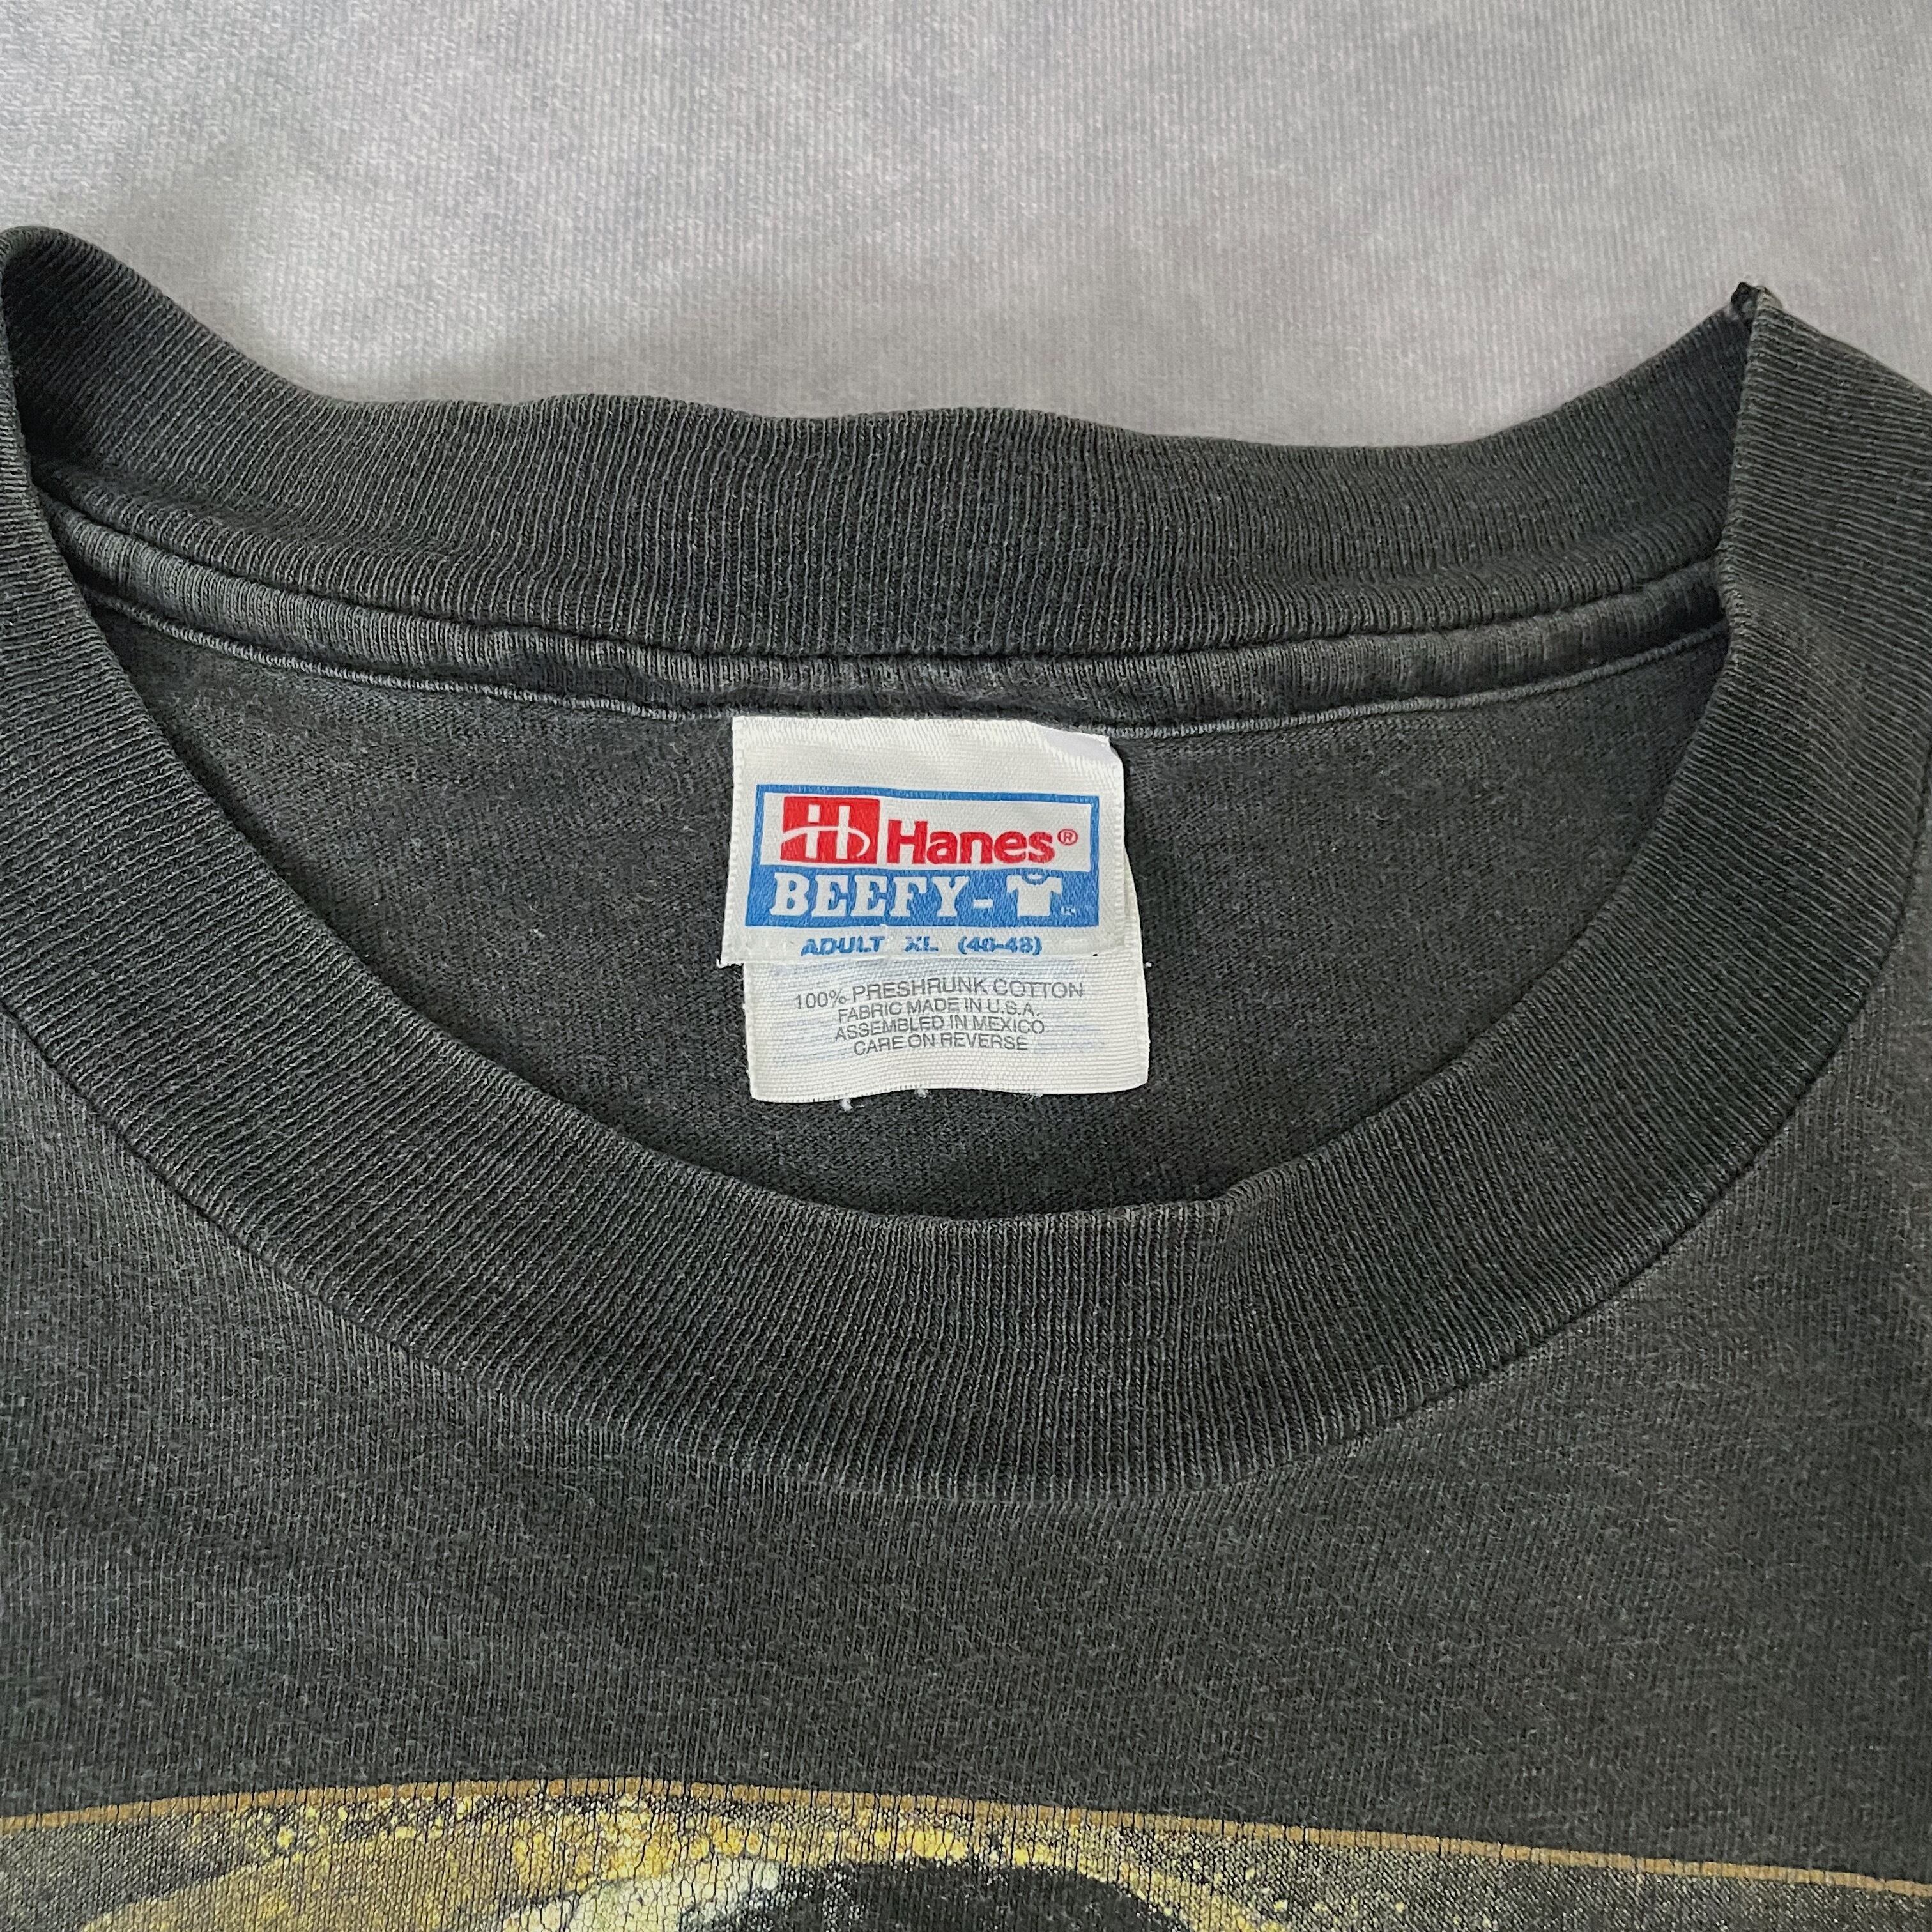 Hanes®
BEEFY-
ADULT XL (46-48)
100% PRESHRUNK COTTON
FABRIC MADE IN U.S.A.
ASSEMBLED IN MEXICO
CARE ON REVERSE